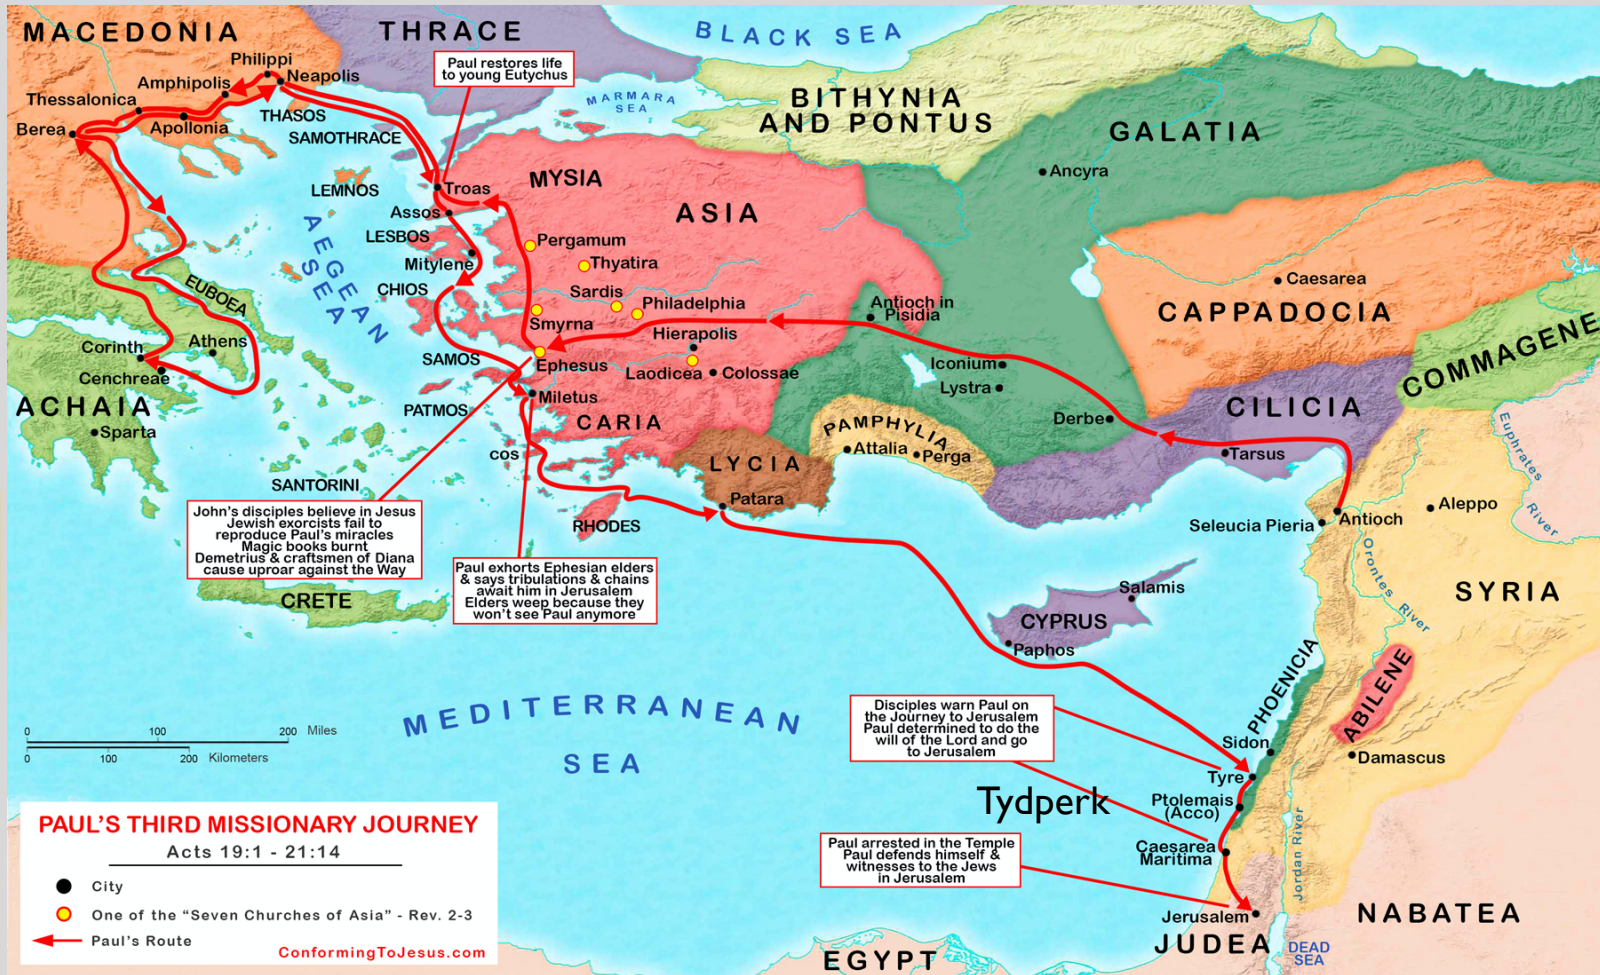 MACEDONIA
THRACE
BLACK SEA
Philippi
Neapolis
Amphipolis
Thessalonica
Apollonia
Berea
THASOS
SAMOTHRACE
Paul restores life
to young Eutychus
MARMARA
SEA
BITHYNIA
AND PONTUS
GALATIA
Ancyra
LEMNOS
Troas
MYSIA
ASIA
Assos
LESBOS
Mitylene
AEGEAN
SEA
Pergamum
Thyatira
Sardis
Philadelphia
Smyrna
Hierapolis
Antioch in
Pisidia
Caesarea
CAPPADOCIA
COMMAGENE
CHIOS
EUBOEA
Athens
Corinth
Cenchreae
ACHAIA
Sparta
SAMOS
Ephesus
Laodicea
Colossae
Iconium
Lystra
Derbe
CILICIA
Tarsus
PATMOS
Miletus
CARIA
PAMPHYLIA
Attalia
Perga
LYCIA
Patara
cos
SANTORINI
RHODES
Seleucia Pieria
Antioch
Aleppo
Euphrates
River
Orontes River
SYRIA
John's disciples believe in Jesus
Jewish exorcists fail to
reproduce Paul's miracles
Magic books burnt
Demetrius & craftsmen of Diana
cause uproar against the Way
Paul exhorts Ephesian elders
& says tribulations & chains
await him in Jerusalem
Elders weep because they
won't see Paul anymore
CRETE
Salamis
CYPRUS
Paphos
PHOENICIA
ABILENE
MEDITERRANEAN
SEA
Disciples warn Paul on
the Journey to Jerusalem
Paul determined to do the
will of the Lord and go
to Jerusalem
Sidon
Damascus
Tyre
Tydperk
Ptolemais
(Acco)
Caesarea
Maritima
Jordan River
Paul arrested in the Temple
Paul defends himself &
witnesses to the Jews
in Jerusalem
Jerusalem
JUDEA
DEAD
SEA
NABATEA
EGYPT
0 100 200 Miles
0 100 200 Kilometers
PAUL'S THIRD MISSIONARY JOURNEY
Acts 19:1 - 21:14
City
One of the “Seven Churches of Asia” - Rev. 2-3
Paul's Route
ConformingToJesus.com